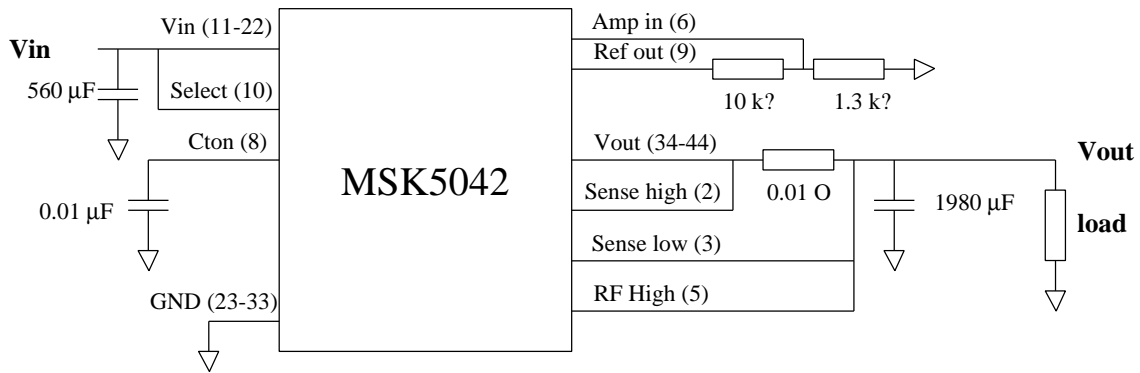 Vin (11-22)
Vin
560 μF
Select (10)
Cton (8)
0.01 μF
GND (23-33)
MSK5042
Amp in (6)
Ref out (9)
10 k?
1.3 k?
Vout (34-44)
Vout
Sense high (2)
0.01 O
1980 μF
load
Sense low (3)
RF High (5)